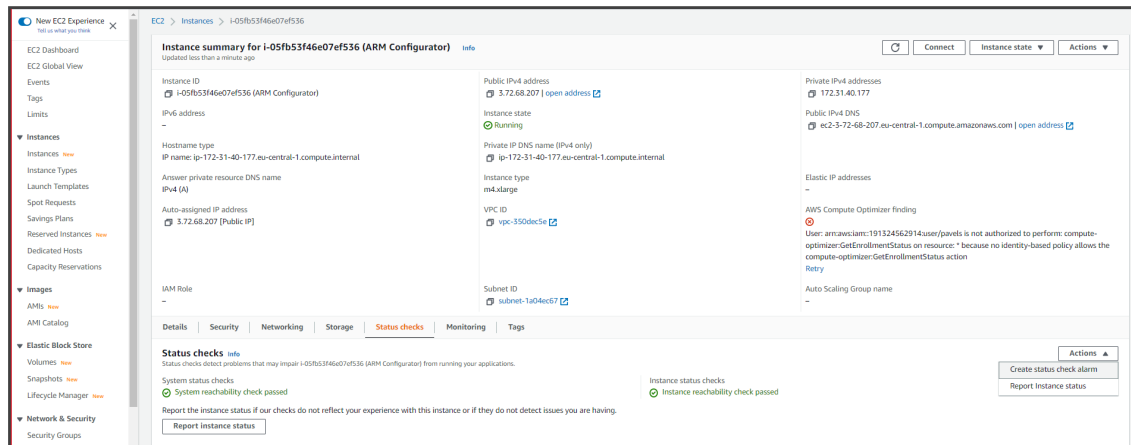 New EC2 Experience
Tell us what you think
EC2 Dashboard
EC2 Global View
Events
Tags
Limits
Instances
Instances New
Instance Types
Launch Templates
Spot Requests
Savings Plans
Reserved Instances New
Dedicated Hosts
Capacity Reservations
Images
AMIs New
AMI Catalog
Elastic Block Store
Volumes New
Snapshots New
Lifecycle Manager New
Network & Security
Security Groups
EC2 > Instances > i-05fb53f46e07ef536
Instance summary for i-05fb53f46e07ef536 (ARM Configurator) Info
Updated less than a minute ago
Connect Instance state Actions
Instance ID
i-05fb53f46e07ef536 (ARM Configurator)
Public IPv4 address
3.72.68.207 | open address
Private IPv4 addresses
172.31.40.177
IPv6 address
–
Instance state
Running
Public IPv4 DNS
ec2-3-72-68-207.eu-central-1.compute.amazonaws.com | open address
Hostname type
IP name: ip-172-31-40-177.eu-central-1.compute.internal
Private IP DNS name (IPv4 only)
ip-172-31-40-177.eu-central-1.compute.internal
Answer private resource DNS name
IPv4 (A)
Instance type
m4.xlarge
Elastic IP addresses
–
Auto-assigned IP address
3.72.68.207 [Public IP]
VPC ID
vpc-350dec5e
AWS Compute Optimizer finding
User: arn:aws:iam::191324562914:user/pavels is not authorized to perform: compute-
optimizer:GetEnrollmentStatus on resource: * because no identity-based policy allows the
compute-optimizer:GetEnrollmentStatus action
Retry
IAM Role
–
Subnet ID
subnet-1a04ec67
Auto Scaling Group name
–
Details Security Networking Storage Status checks Monitoring Tags
Status checks Info
Status checks detect problems that may impair i-05fb53f46e07ef536 (ARM Configurator) from running your applications.
Actions
Create status check alarm
Report Instance status
System status checks
System reachability check passed
Instance status checks
Instance reachability check passed
Report the instance status if our checks do not reflect your experience with this instance or if they do not detect issues you are having.
Report instance status